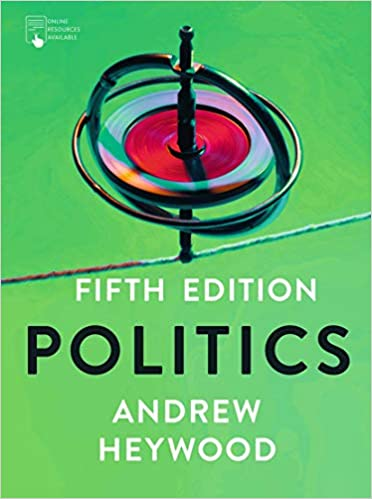 ONLINE
RESOURCES
AVAILABLE
FIFTH EDITION
POLITICS
ANDREW
HEYWOOD